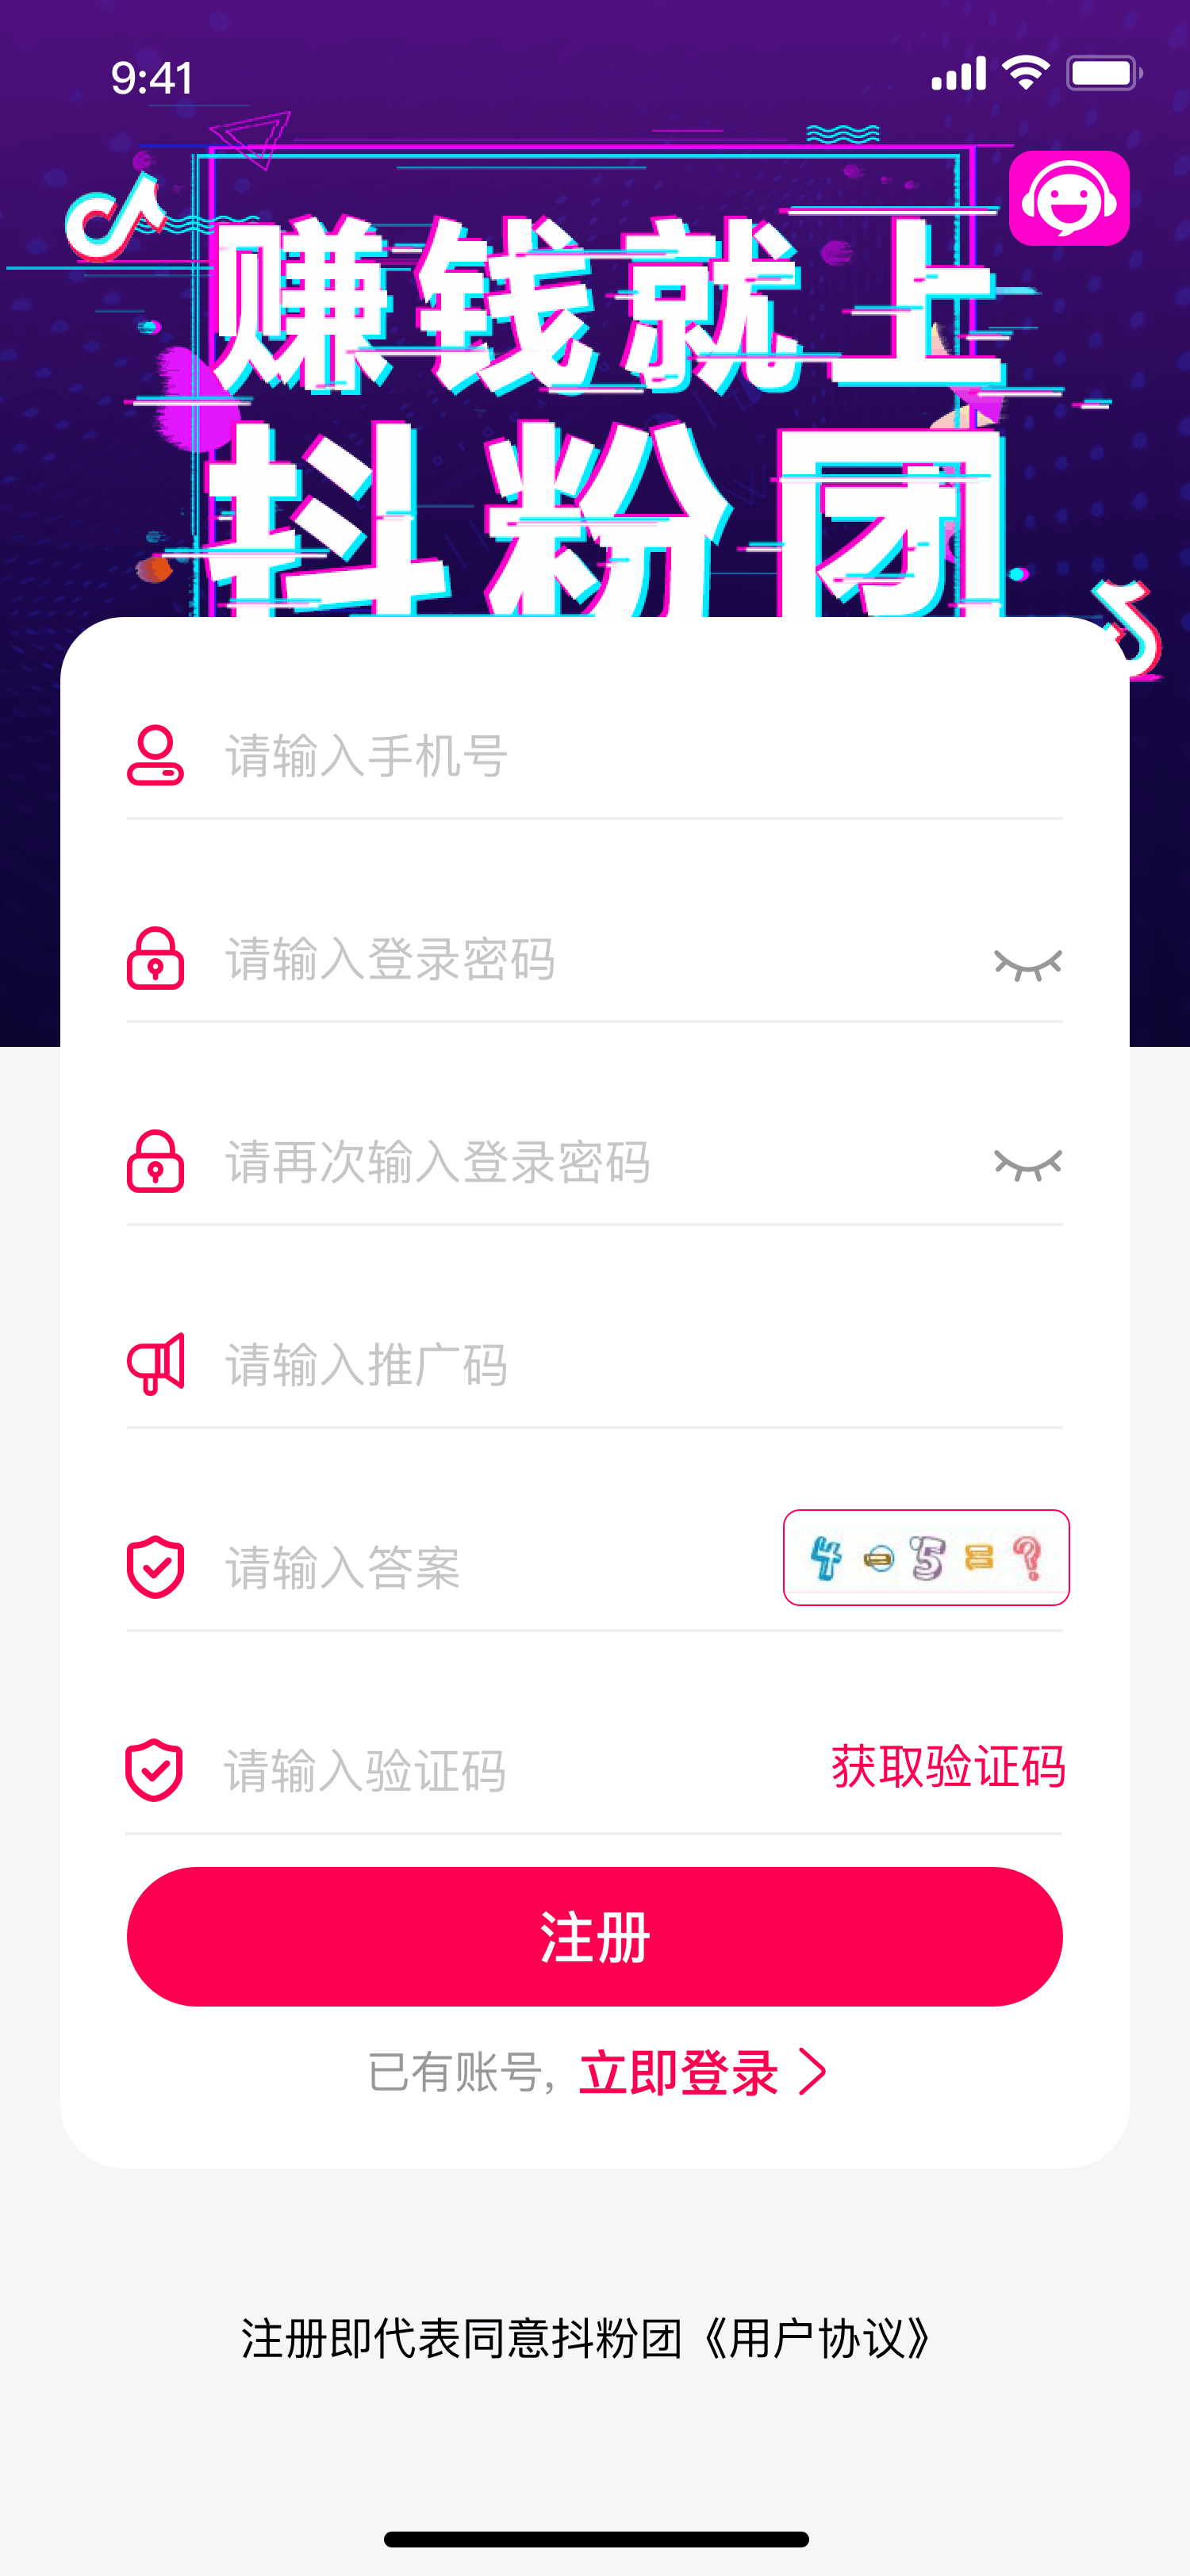 9:41
赚钱就上
抖粉团
请输入手机号
请输入登录密码
请再次输入登录密码
请输入推广码
请输入答案
4-5=?
请输入验证码 获取验证码
注册
已有账号, 立即登录
注册即代表同意抖粉团《用户协议》